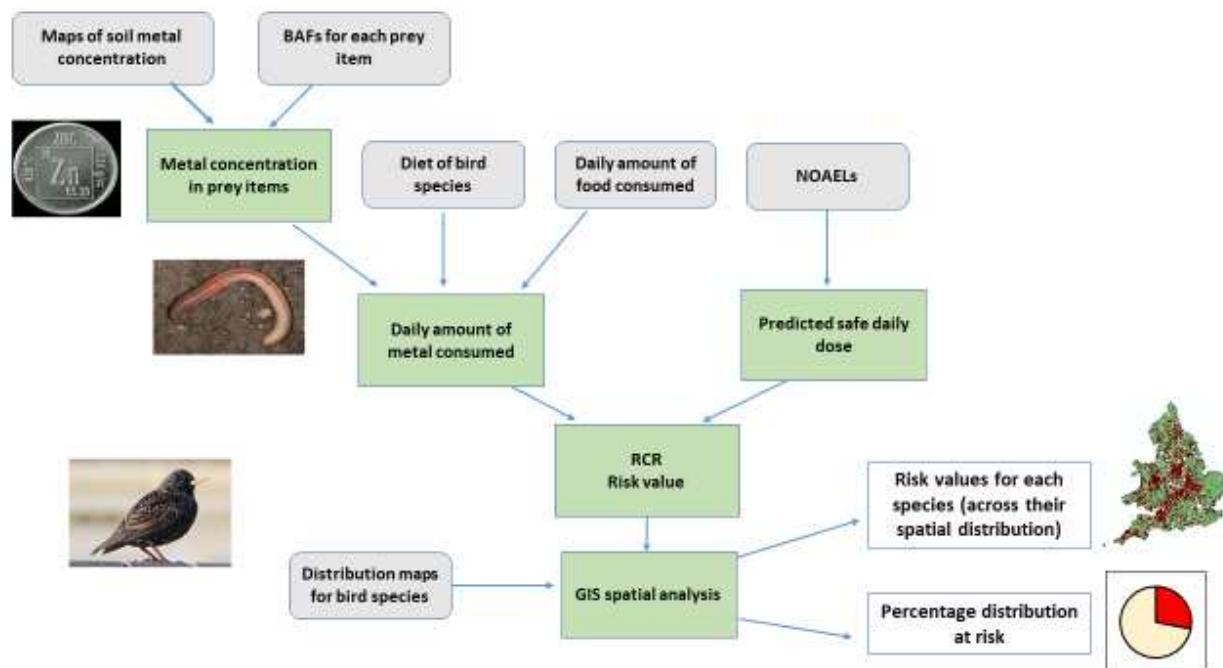 Maps of soil metal
concentration
BAFs for each prey
item
Zn
Metal concentration
in prey items
Diet of bird
species
Daily amount of
food consumed
NOAELs
Daily amount of
metal consumed
Predicted safe daily
dose
RCR
Risk value
Risk values for each
species (across their
spatial distribution)
Distribution maps
for bird species
GIS spatial analysis
Percentage distribution
at risk